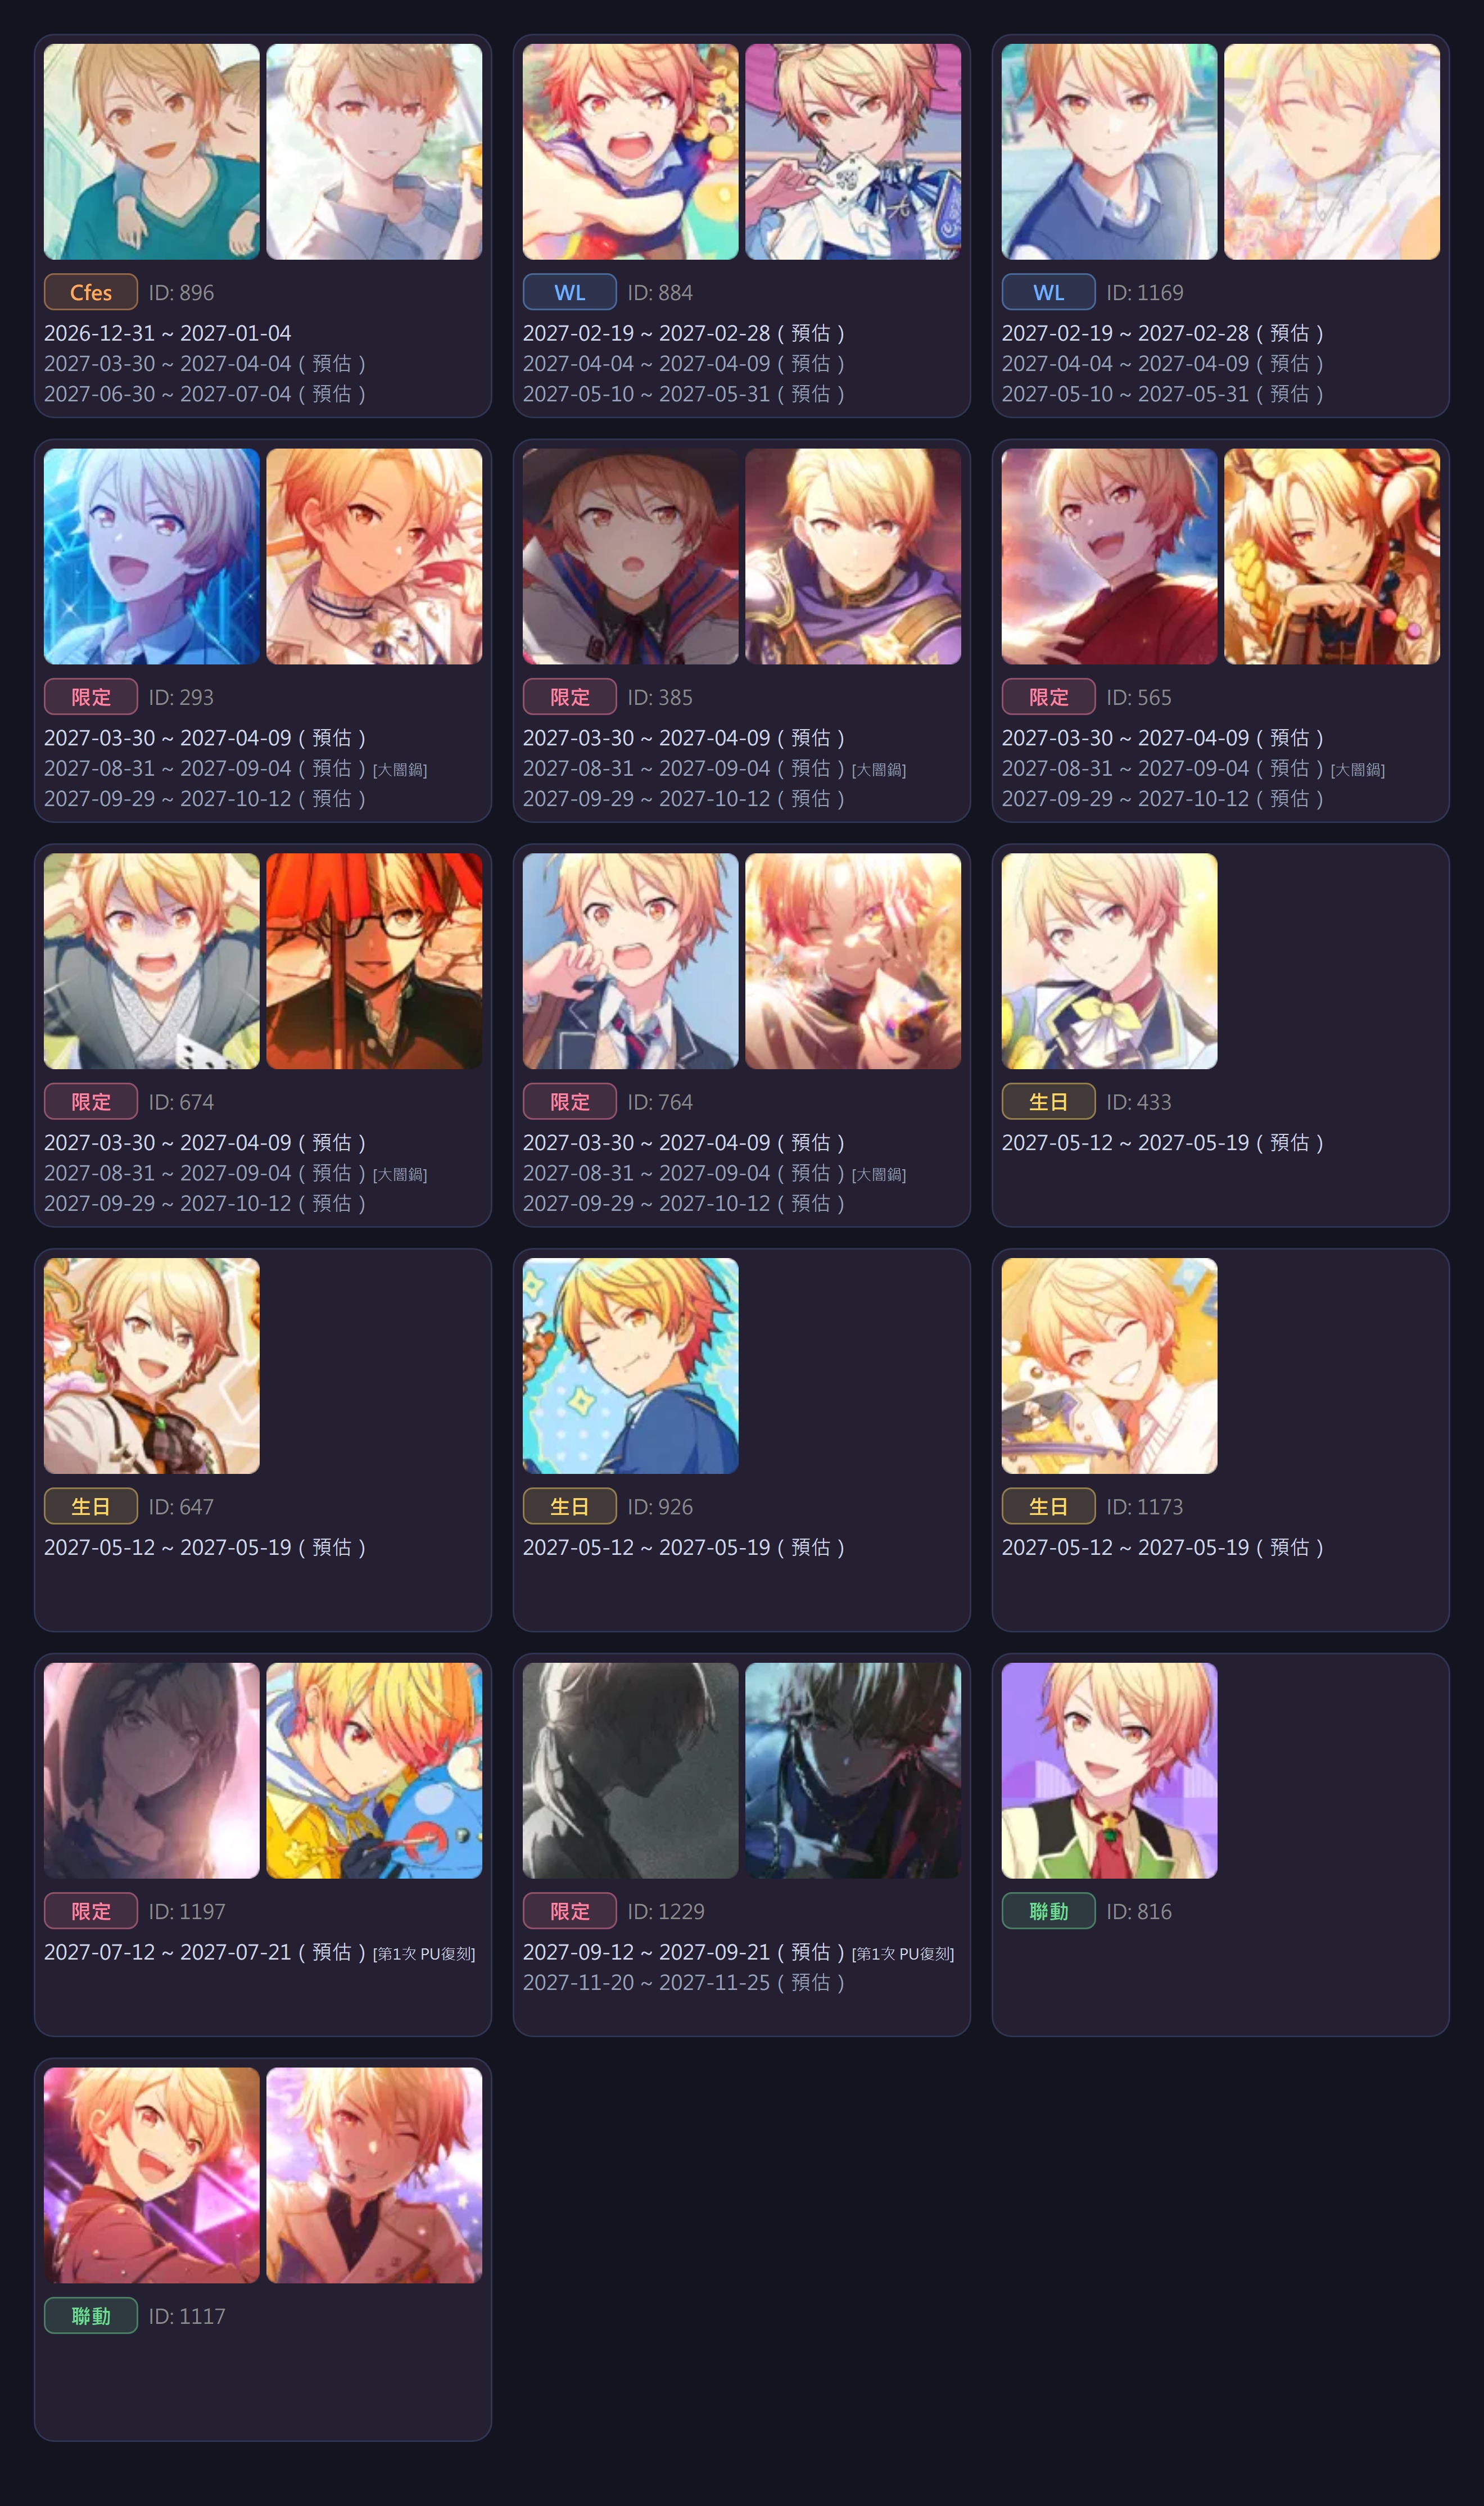 Cfes ID: 896
2026-12-31 ~ 2027-01-04
2027-03-30 ~ 2027-04-04 ( 預估 )
2027-06-30 ~ 2027-07-04 ( 預估 )
WL ID: 884
2027-02-19 ~ 2027-02-28 ( 預估 )
2027-04-04 ~ 2027-04-09 ( 預估 )
2027-05-10 ~ 2027-05-31 ( 預估 )
WL ID: 1169
2027-02-19 ~ 2027-02-28 ( 預估 )
2027-04-04 ~ 2027-04-09 ( 預估 )
2027-05-10 ~ 2027-05-31 ( 預估 )
限定 ID: 293
2027-03-30 ~ 2027-04-09 ( 預估 )
2027-08-31 ~ 2027-09-04 ( 預估 ) [大闇鍋]
2027-09-29 ~ 2027-10-12 ( 預估 )
限定 ID: 385
2027-03-30 ~ 2027-04-09 ( 預估 )
2027-08-31 ~ 2027-09-04 ( 預估 ) [大闇鍋]
2027-09-29 ~ 2027-10-12 ( 預估 )
限定 ID: 565
2027-03-30 ~ 2027-04-09 ( 預估 )
2027-08-31 ~ 2027-09-04 ( 預估 ) [大闇鍋]
2027-09-29 ~ 2027-10-12 ( 預估 )
限定 ID: 674
2027-03-30 ~ 2027-04-09 ( 預估 )
2027-08-31 ~ 2027-09-04 ( 預估 ) [大闇鍋]
2027-09-29 ~ 2027-10-12 ( 預估 )
限定 ID: 764
2027-03-30 ~ 2027-04-09 ( 預估 )
2027-08-31 ~ 2027-09-04 ( 預估 ) [大闇鍋]
2027-09-29 ~ 2027-10-12 ( 預估 )
生日 ID: 433
2027-05-12 ~ 2027-05-19 ( 預估 )
生日 ID: 647
2027-05-12 ~ 2027-05-19 ( 預估 )
生日 ID: 926
2027-05-12 ~ 2027-05-19 ( 預估 )
生日 ID: 1173
2027-05-12 ~ 2027-05-19 ( 預估 )
限定 ID: 1197
2027-07-12 ~ 2027-07-21 ( 預估 ) [第1次 PU復刻]
限定 ID: 1229
2027-09-12 ~ 2027-09-21 ( 預估 ) [第1次 PU復刻]
2027-11-20 ~ 2027-11-25 ( 預估 )
聯動 ID: 816
聯動 ID: 1117